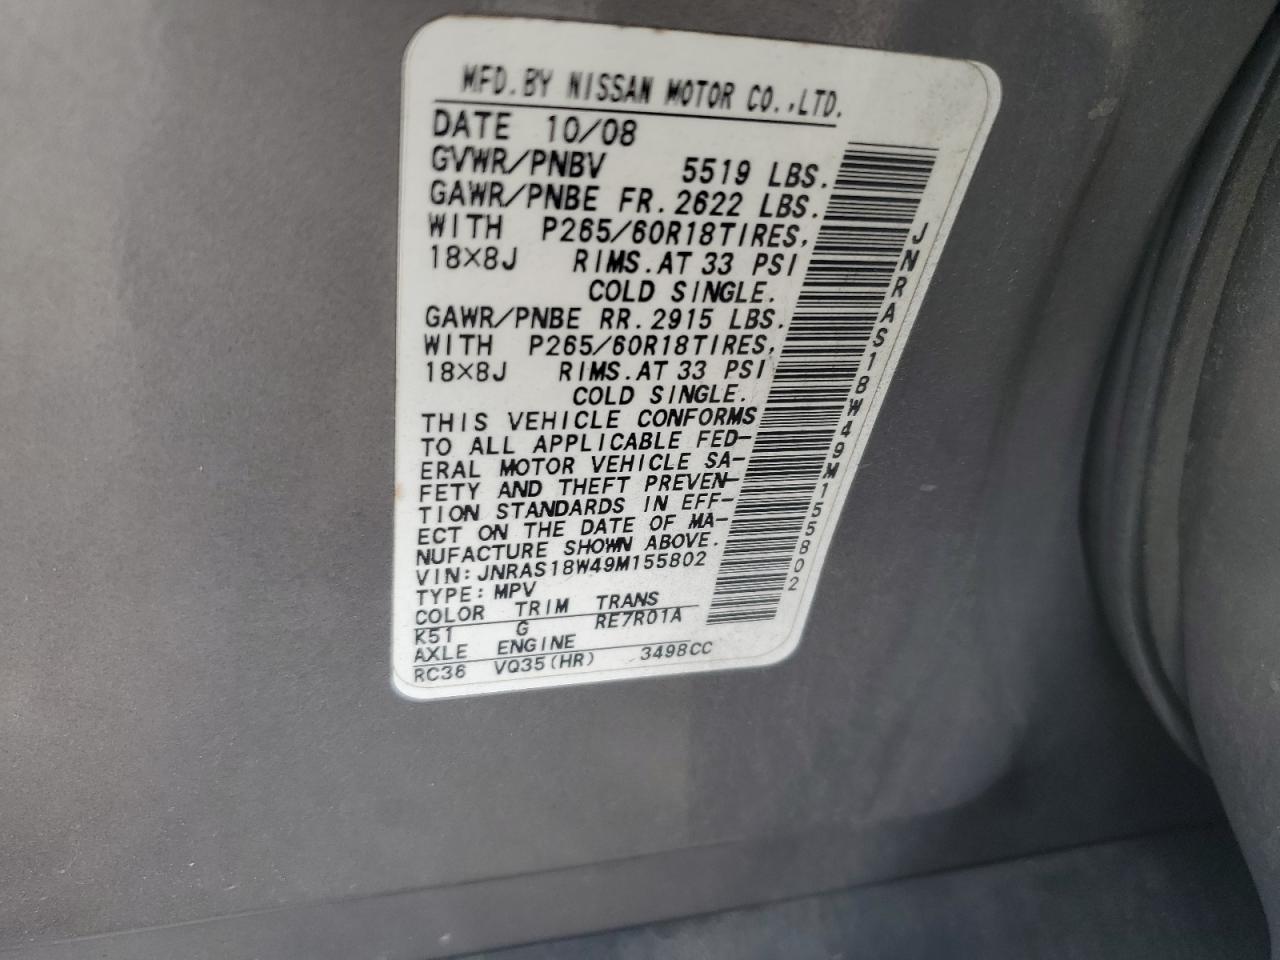 MFD.BY NISSAN MOTOR CO.,LTD.
DATE 10/08
GVWR/PNBV 5519 LBS.
GAWR/PNBE FR.2622 LBS.
WITH P265/60R18TIRES,
18×8J RIMS.AT 33 PSI
COLD SINGLE.
GAWR/PNBE RR.2915 LBS.
WITH P265/60R18TIRES,
18×8J RIMS.AT 33 PSI
COLD SINGLE.
THIS VEHICLE CONFORMS
TO ALL APPLICABLE FED-
ERAL MOTOR VEHICLE SA-
FETY AND THEFT PREVEN-
TION STANDARDS IN EFF-
ECT ON THE DATE OF MA-
NUFACTURE SHOWN ABOVE.
VIN:JNRAS18W49M155802
TYPE:MPV
COLOR TRIM TRANS
K51 G RE7R01A
AXLE ENGINE
RC36 VQ35(HR) 3498CC
JNRAS18W49M155802